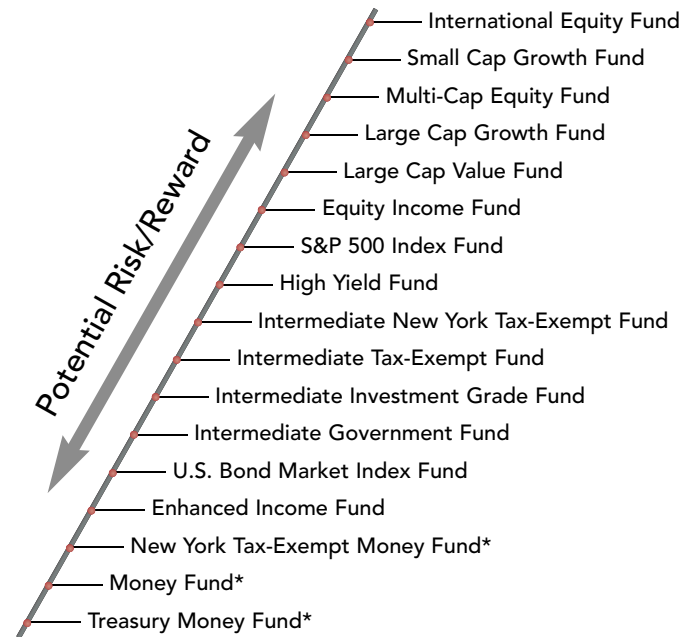 International Equity Fund
Small Cap Growth Fund
Multi-Cap Equity Fund
Large Cap Growth Fund
Large Cap Value Fund
Equity Income Fund
S&P 500 Index Fund
High Yield Fund
Intermediate New York Tax-Exempt Fund
Intermediate Tax-Exempt Fund
Intermediate Investment Grade Fund
Intermediate Government Fund
U.S. Bond Market Index Fund
Enhanced Income Fund
New York Tax-Exempt Money Fund*
Money Fund*
Treasury Money Fund*
Potential Risk/Reward